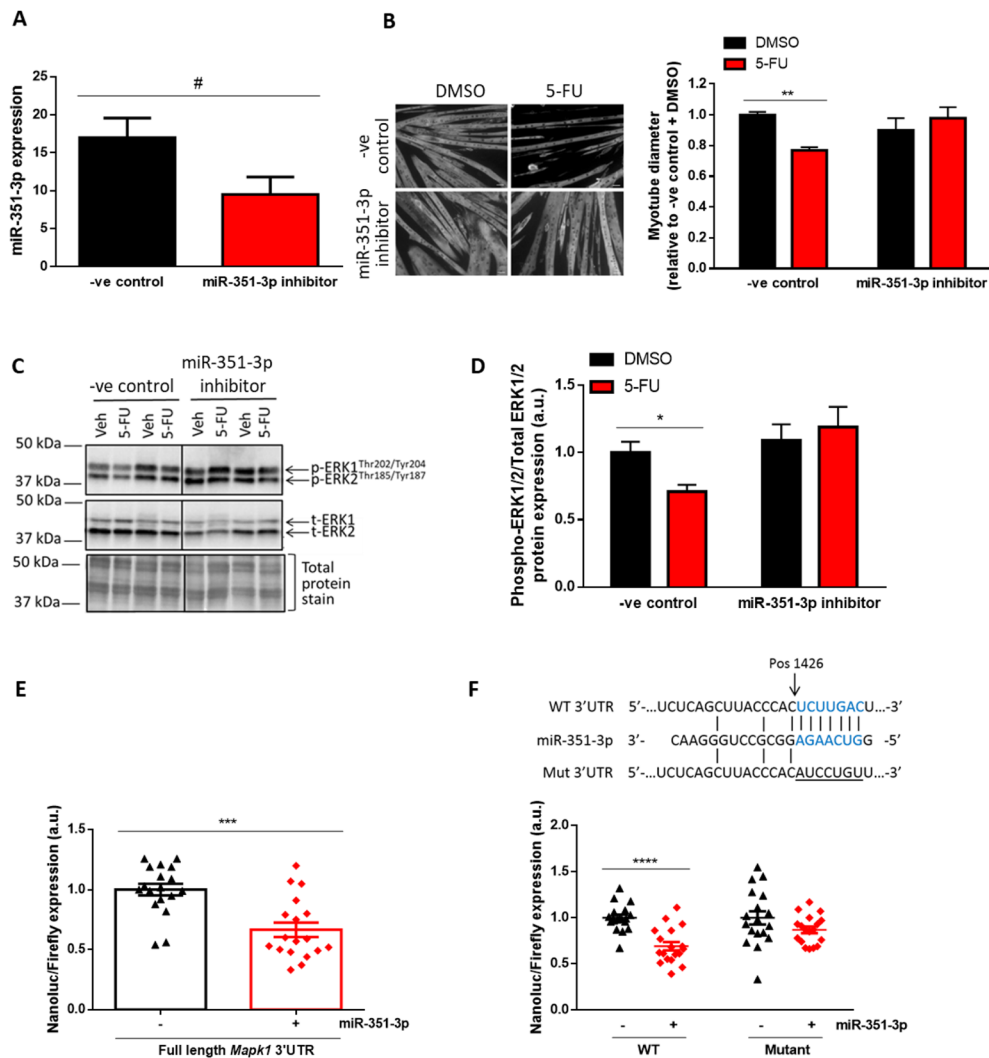 A
miR-351-3p expression
25
20
15
10
5
0
#
-ve control
miR-351-3p inhibitor
B
DMSO
5-FU
-ve
control
miR-351-3p
inhibitor
DMSO
5-FU
Myotube diameter
(relative to -ve control + DMSO)
1.2
1.0
0.8
0.6
0.4
0.2
0.0
**
-ve control
miR-351-3p inhibitor
C
miR-351-3p
-ve control inhibitor
Veh 5-FU Veh 5-FU Veh 5-FU Veh 5-FU
50 kDa
37 kDa
p-ERK1Thr202/Tyr204
p-ERK2Thr185/Tyr187
37 kDa
t-ERK1
t-ERK2
50 kDa
37 kDa
Total
protein
stain
D
DMSO
5-FU
Phospho-ERK1/2/Total ERK1/2
protein expression (a.u.)
1.5
1.0
0.5
0.0
*
-ve control
miR-351-3p inhibitor
E
Nanoluc/Firefly expression (a.u.)
1.5
1.0
0.5
0.0
***
- + miR-351-3p
Full length Mapk1 3'UTR
F
Pos 1426
WT 3'UTR 5'-...UCUCAGCUUACCCACUCUUGACU...-3'
miR-351-3p 3'- CAAGGGUCCGCGGAGAACUGG -5'
Mut 3'UTR 5'-...UCUCAGCUUACCCACAUCCUGUU...-3'
Nanoluc/Firefly expression (a.u.)
2.0
1.5
1.0
0.5
0.0
****
- + - + miR-351-3p
WT Mutant